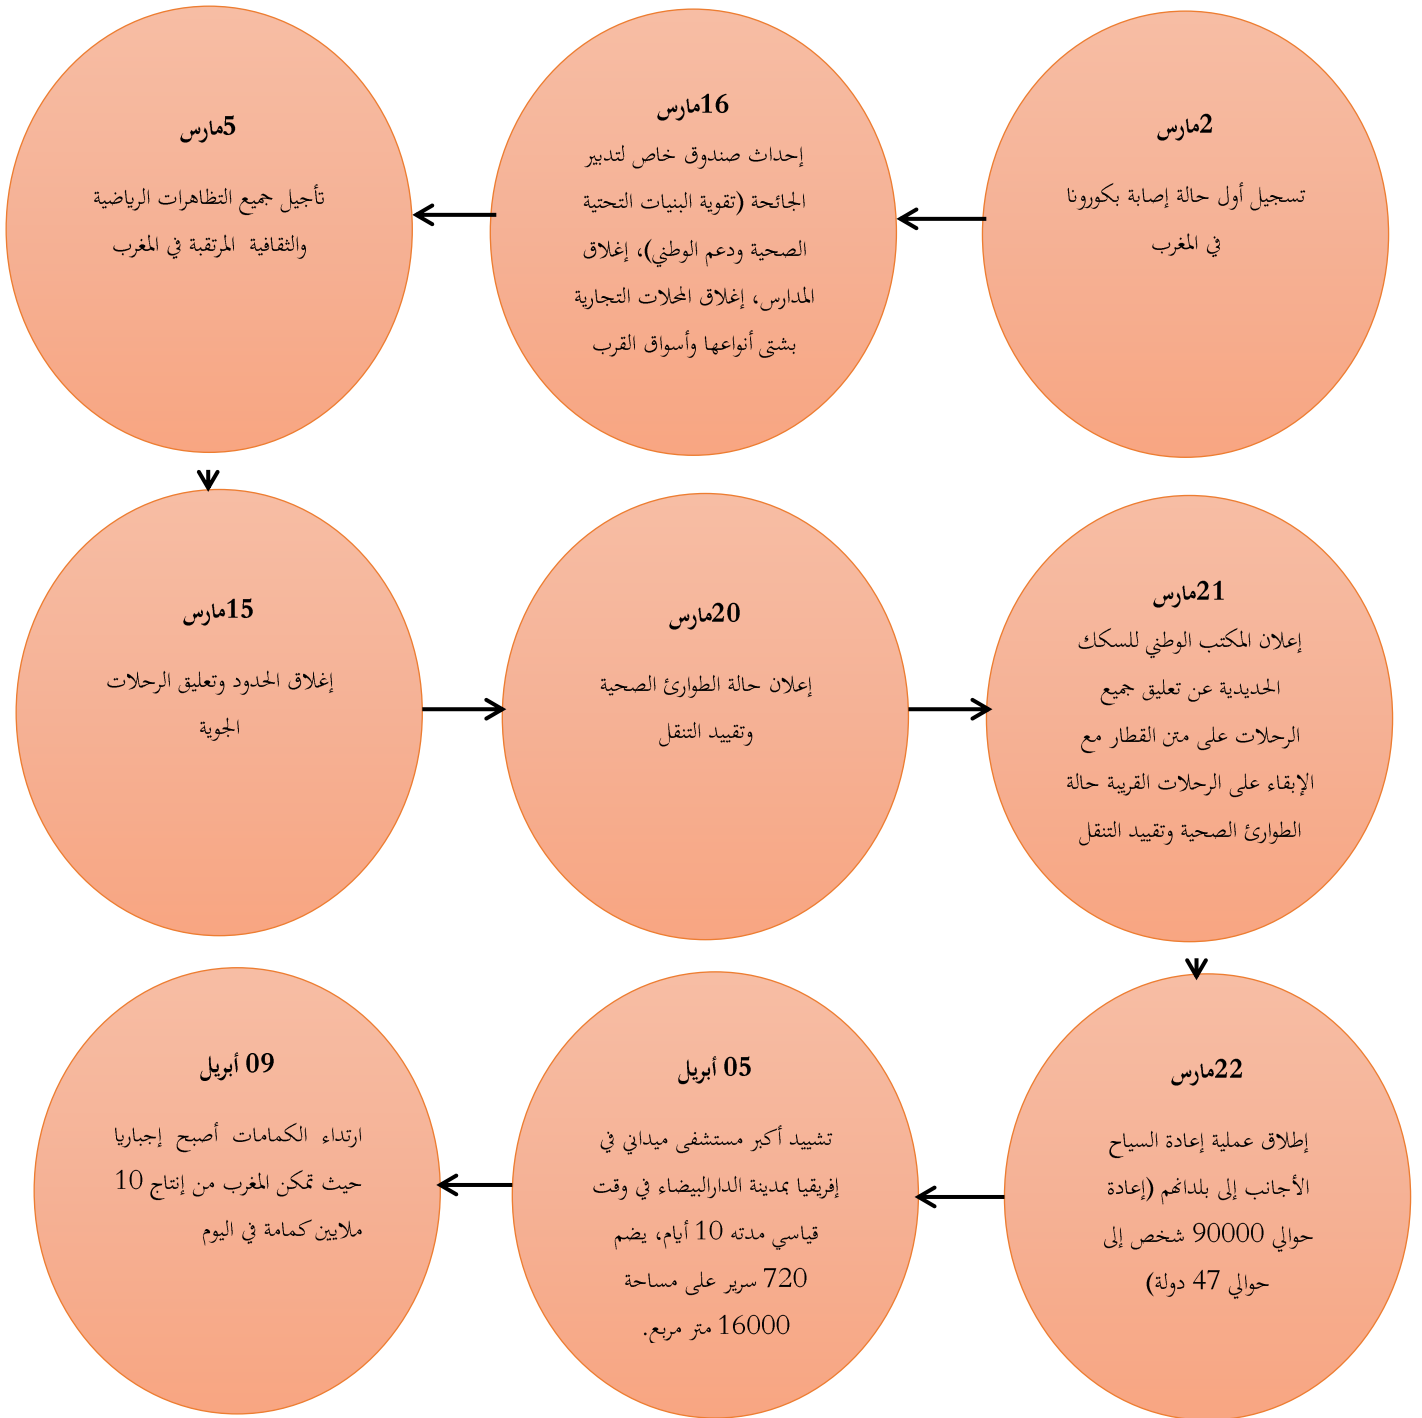 2مارس
تسجيل أول حالة إصابة بكورونا
في المغرب
16مارس
إحداث صندوق خاص لتدبير
الجائحة (تقوية البنيات التحتية
الصحية ودعم الوطني)، إغلاق
المدارس، إغلاق المحلات التجارية
بشتى أنواعها وأسواق القرب
5مارس
تأجيل جميع التظاهرات الرياضية
والثقافية المرتقبة في المغرب
15مارس
إغلاق الحدود وتعليق الرحلات
الجوية
20مارس
إعلان حالة الطوارئ الصحية
وتقييد التنقل
21مارس
إعلان المكتب الوطني للسكك
الحديدية عن تعليق جميع
الرحلات على متن القطار مع
الإبقاء على الرحلات القريبة حالة
الطوارئ الصحية وتقييد التنقل
22مارس
إطلاق عملية إعادة السياح
الأجانب إلى بلدانهم (إعادة
حوالي 90000 شخص إلى
حوالي 47 دولة)
05 أبريل
تشييد أكبر مستشفى ميداني في
إفريقيا بمدينة الدارالبيضاء في وقت
قياسي مدته 10 أيام، يضم
720 سرير على مساحة
16000 متر مربع.
09 أبريل
ارتداء الكمامات أصبح إجباريا
حيث تمكن المغرب من إنتاج 10
ملايين كمامة في اليوم